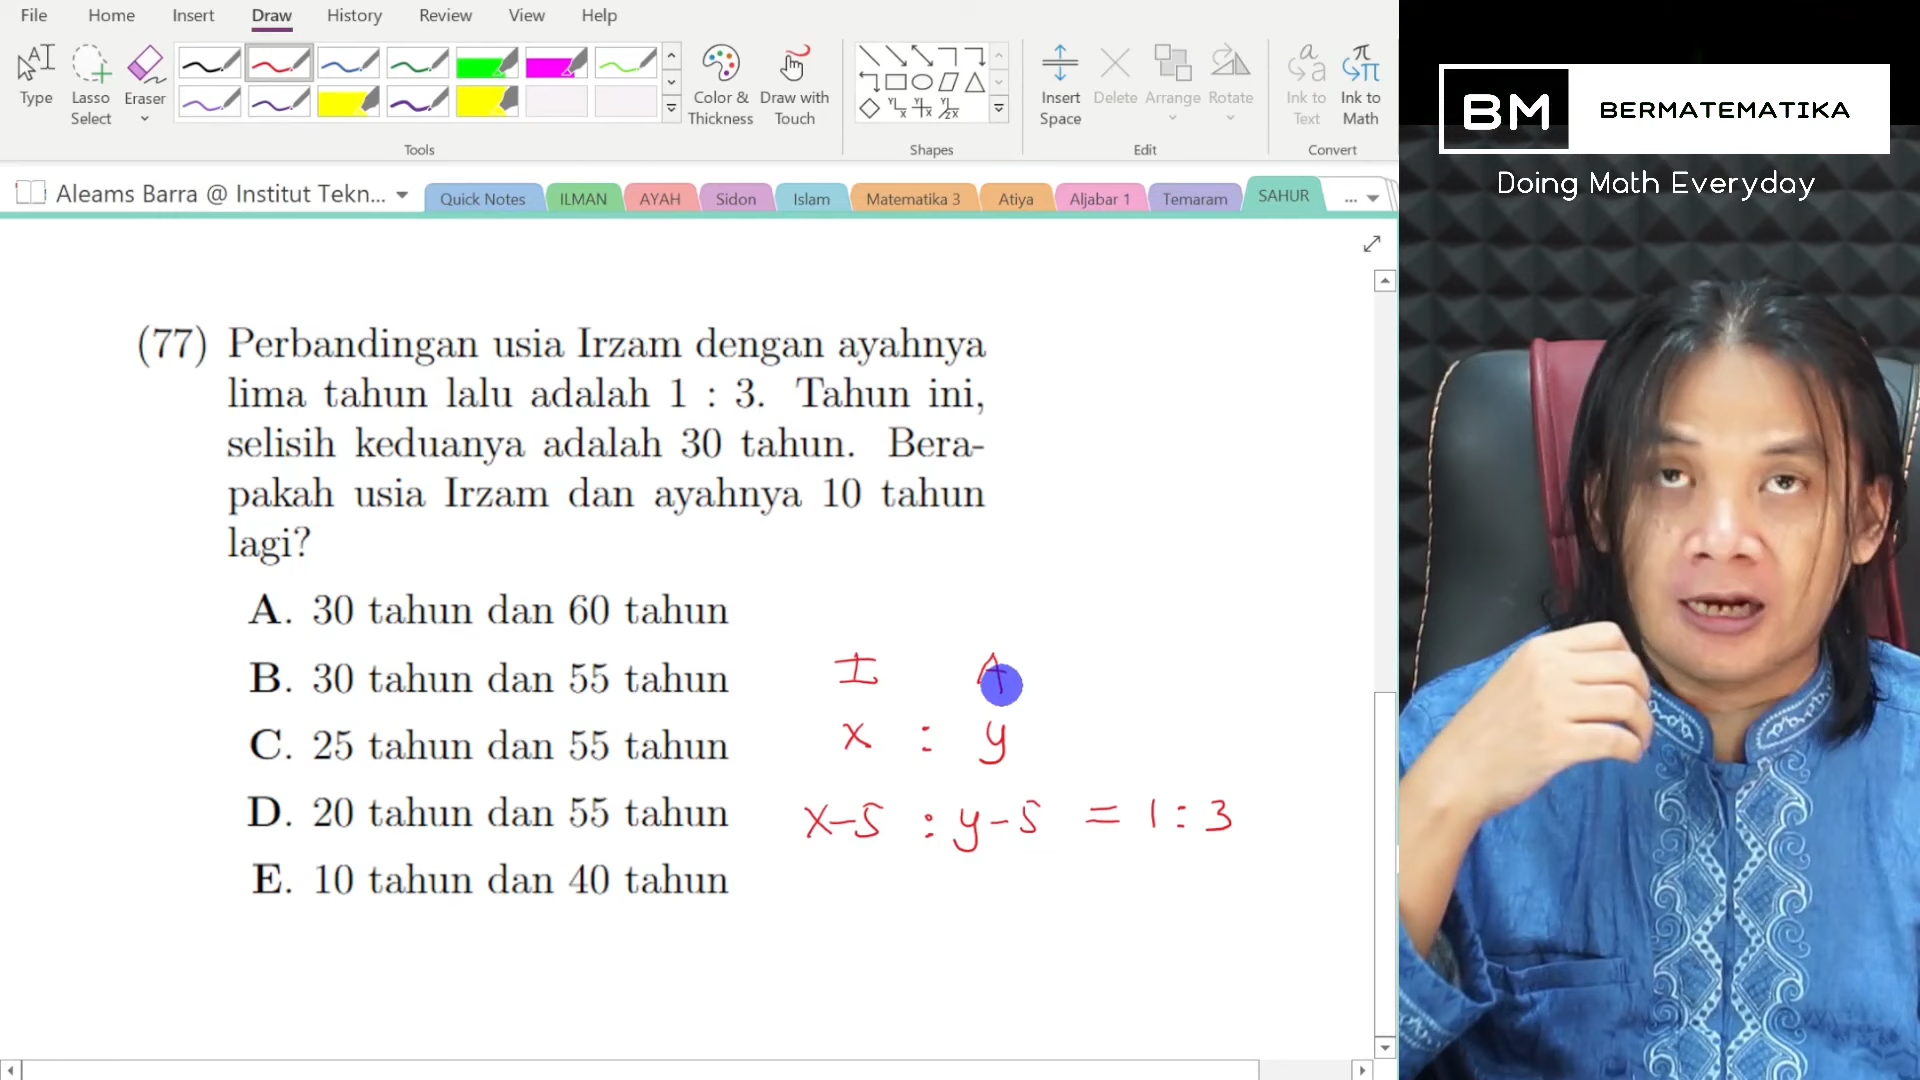 File Home Insert Draw History Review View Help
Type
Lasso Select
Eraser
Color & Thickness
Draw with Touch
Insert Space
Delete
Arrange
Rotate
Ink to Text
Ink to Math
Tools
Shapes
Edit
Convert
Aleams Barra @ Institut Tekn...
Quick Notes ILMAN AYAH Sidon Islam Matematika 3 Atiya Aljabar 1 Temaram SAHUR ...
BM BERMATEMATIKA
Doing Math Everyday
(77) Perbandingan usia Irzam dengan ayahnya
lima tahun lalu adalah 1 : 3. Tahun ini,
selisih keduanya adalah 30 tahun. Bera-
pakah usia Irzam dan ayahnya 10 tahun
lagi?
A. 30 tahun dan 60 tahun
B. 30 tahun dan 55 tahun
C. 25 tahun dan 55 tahun
D. 20 tahun dan 55 tahun
E. 10 tahun dan 40 tahun
I A
x : y
x-5 : y-5 = 1:3